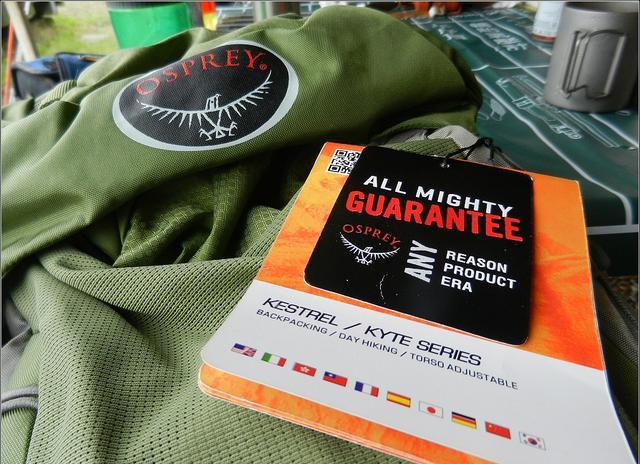 OSPREY®
ALL MIGHTY
GUARANTEE
OSPREY
ANY
REASON
PRODUCT
ERA
KESTREL / KYTE SERIES
BACKPACKING / DAY HIKING / TORSO ADJUSTABLE